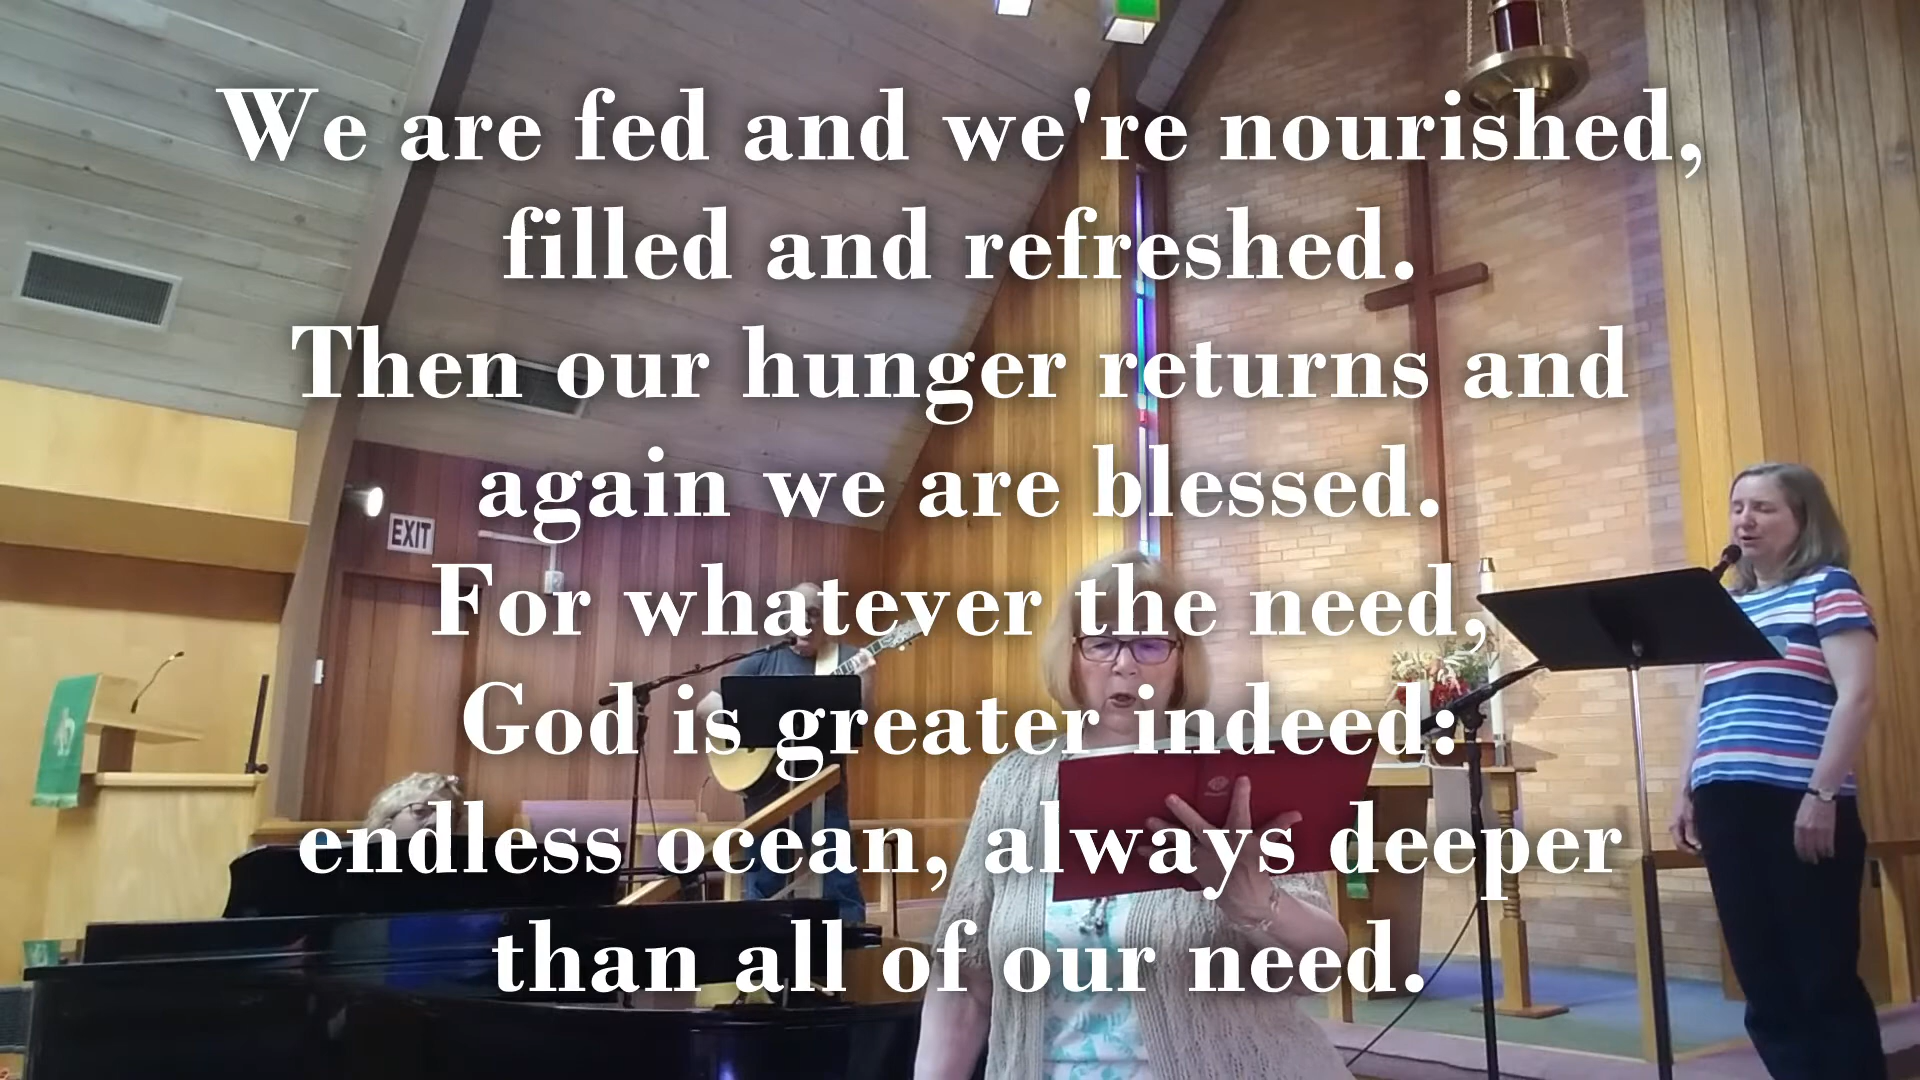 We are fed and we're nourished,
filled and refreshed.
Then our hunger returns and
again we are blessed.
EXIT
For whatever the need,
God is greater indeed:
endless ocean, always deeper
than all of our need.